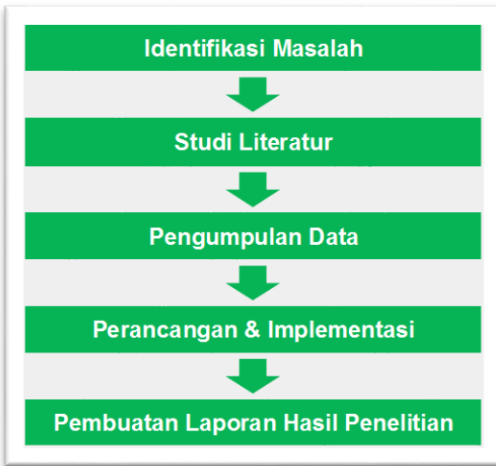 Identifikasi Masalah
Studi Literatur
Pengumpulan Data
Perancangan & Implementasi
Pembuatan Laporan Hasil Penelitian